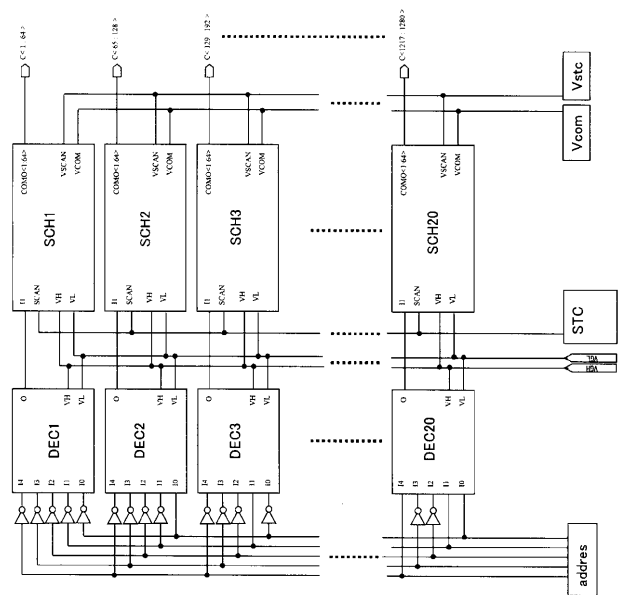 C< 1 : 64 >
C< 65 : 128 >
C< 129 : 192 >
C< 1217 : 1280 >
Vstc
Vcom
COMO<1:64>
VSCAN
VCOM
SCH1
I1
SCAN
VH
VL
COMO<1:64>
VSCAN
VCOM
SCH2
I1
SCAN
VH
VL
COMO<1:64>
VSCAN
VCOM
SCH3
I1
SCAN
VH
VL
COMO<1:64>
VSCAN
VCOM
SCH20
I1
SCAN
VH
VL
STC
VGL
VGH
O
VH
VL
DEC1
I4
I3
I2
I1
I0
O
VH
VL
DEC2
I4
I3
I2
I1
I0
O
VH
VL
DEC3
I4
I3
I2
I1
I0
O
VH
VL
DEC20
I4
I3
I2
I1
I0
addres